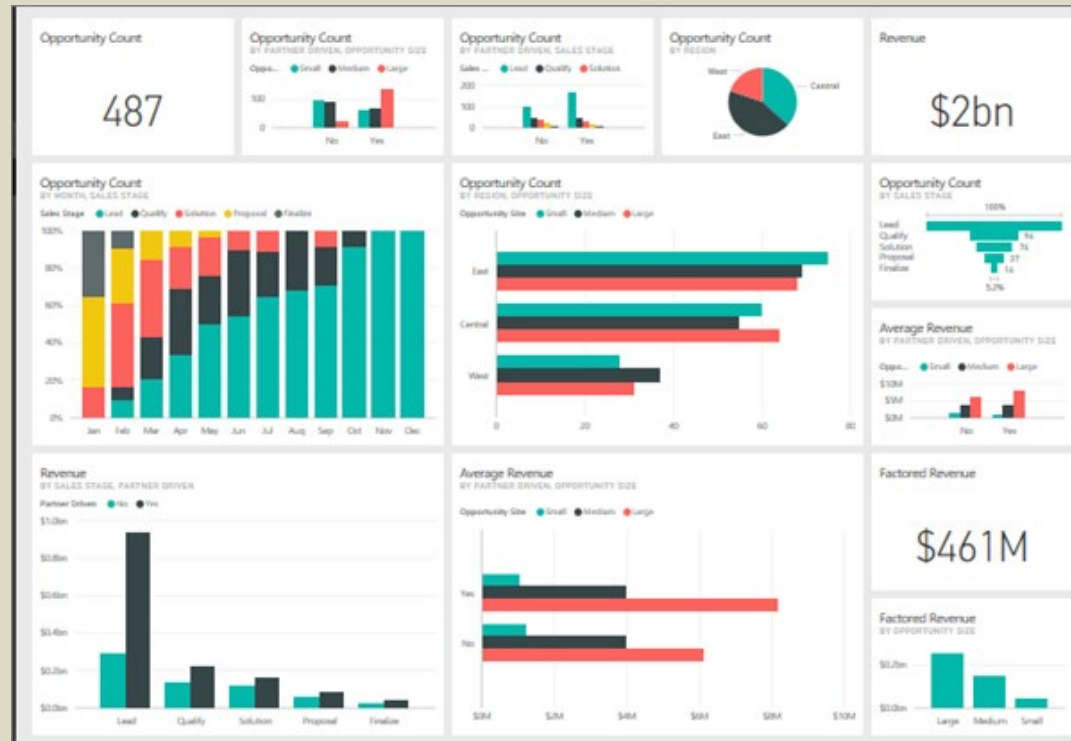 Opportunity Count
487
Opportunity Count
BY PARTNER DRIVEN, OPPORTUNITY SIZE
Oppo... Small Medium Large
100
0
No Yes
Opportunity Count
BY PARTNER DRIVEN, SALES STAGE
Sales ... Lead Qualify Solution
200
100
0
No Yes
Opportunity Count
BY REGION
West
Central
East
Revenue
$2bn
Opportunity Count
BY MONTH, SALES STAGE
Sales Stage Lead Qualify Solution Proposal Finalize
100%
80%
60%
40%
20%
0%
Jan Feb Mar Apr May Jun Jul Aug Sep Oct Nov Dec
Opportunity Count
BY REGION, OPPORTUNITY SIZE
Opportunity Size Small Medium Large
East
Central
West
0 20 40 60 80
Opportunity Count
BY SALES STAGE
100%
Lead
Qualify 94
Solution 76
Proposal 37
Finalize 14
5.2%
Average Revenue
BY PARTNER DRIVEN, OPPORTUNITY SIZE
Oppo... Small Medium Large
$10M
$5M
$0M
No Yes
Revenue
BY SALES STAGE, PARTNER DRIVEN
Partner Driven No Yes
$1.0bn
$0.8bn
$0.6bn
$0.4bn
$0.2bn
$0.0bn
Lead Qualify Solution Proposal Finalize
Average Revenue
BY PARTNER DRIVEN, OPPORTUNITY SIZE
Opportunity Size Small Medium Large
Yes
No
$0M $2M $4M $6M $8M $10M
Factored Revenue
$461M
Factored Revenue
BY OPPORTUNITY SIZE
$0.2bn
$0.0bn
Large Medium Small